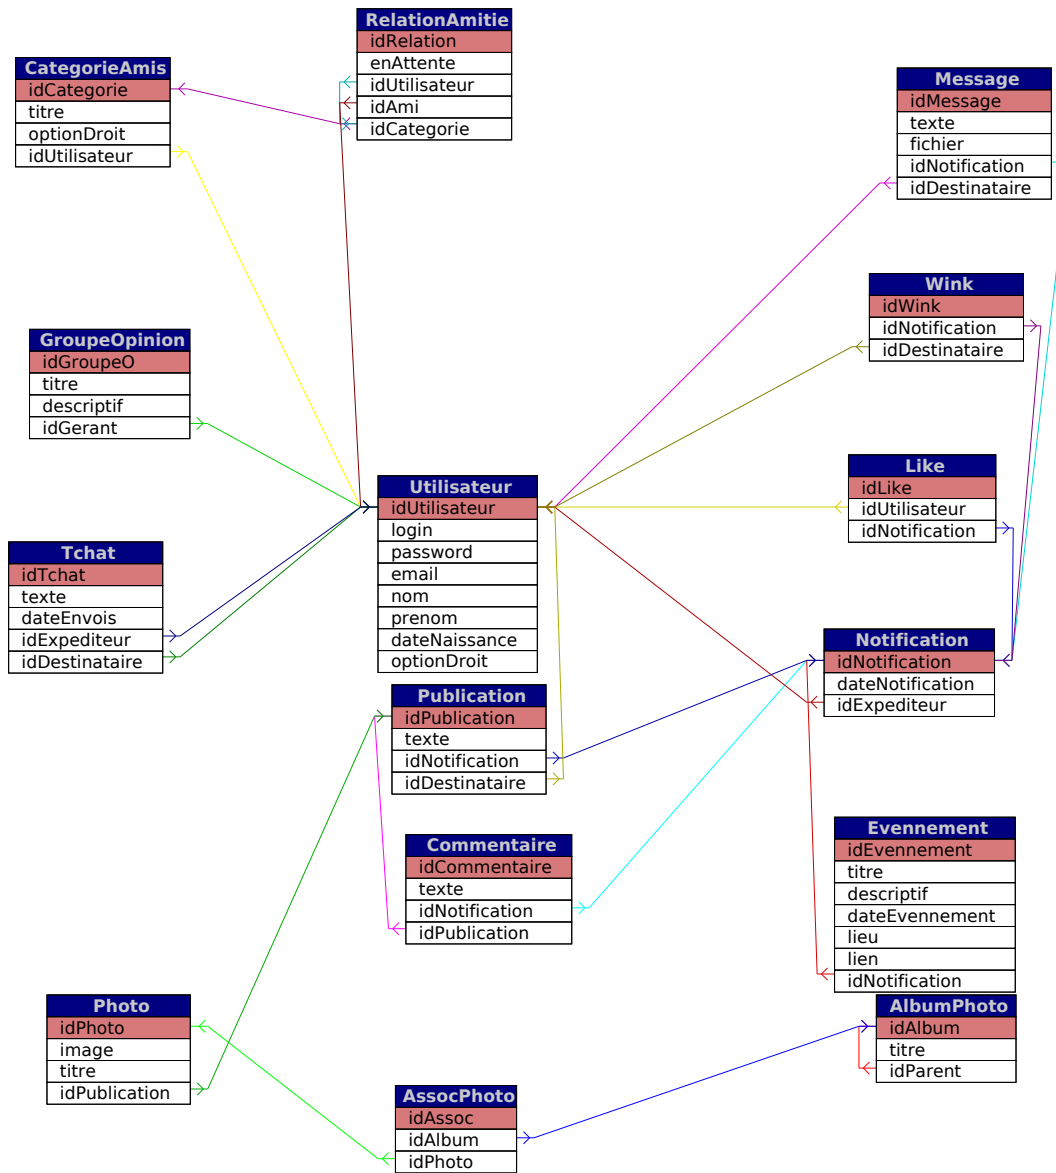 RelationAmitie
idRelation
enAttente
idUtilisateur
idAmi
idCategorie
CategorieAmis
idCategorie
titre
optionDroit
idUtilisateur
Message
idMessage
texte
fichier
idNotification
idDestinataire
Wink
idWink
idNotification
idDestinataire
GroupeOpinion
idGroupeO
titre
descriptif
idGerant
Like
idLike
idUtilisateur
idNotification
Utilisateur
idUtilisateur
login
password
email
nom
prenom
dateNaissance
optionDroit
Tchat
idTchat
texte
dateEnvois
idExpediteur
idDestinataire
Notification
idNotification
dateNotification
idExpediteur
Publication
idPublication
texte
idNotification
idDestinataire
Commentaire
idCommentaire
texte
idNotification
idPublication
Evennement
idEvennement
titre
descriptif
dateEvennement
lieu
lien
idNotification
Photo
idPhoto
image
titre
idPublication
AlbumPhoto
idAlbum
titre
idParent
AssocPhoto
idAssoc
idAlbum
idPhoto